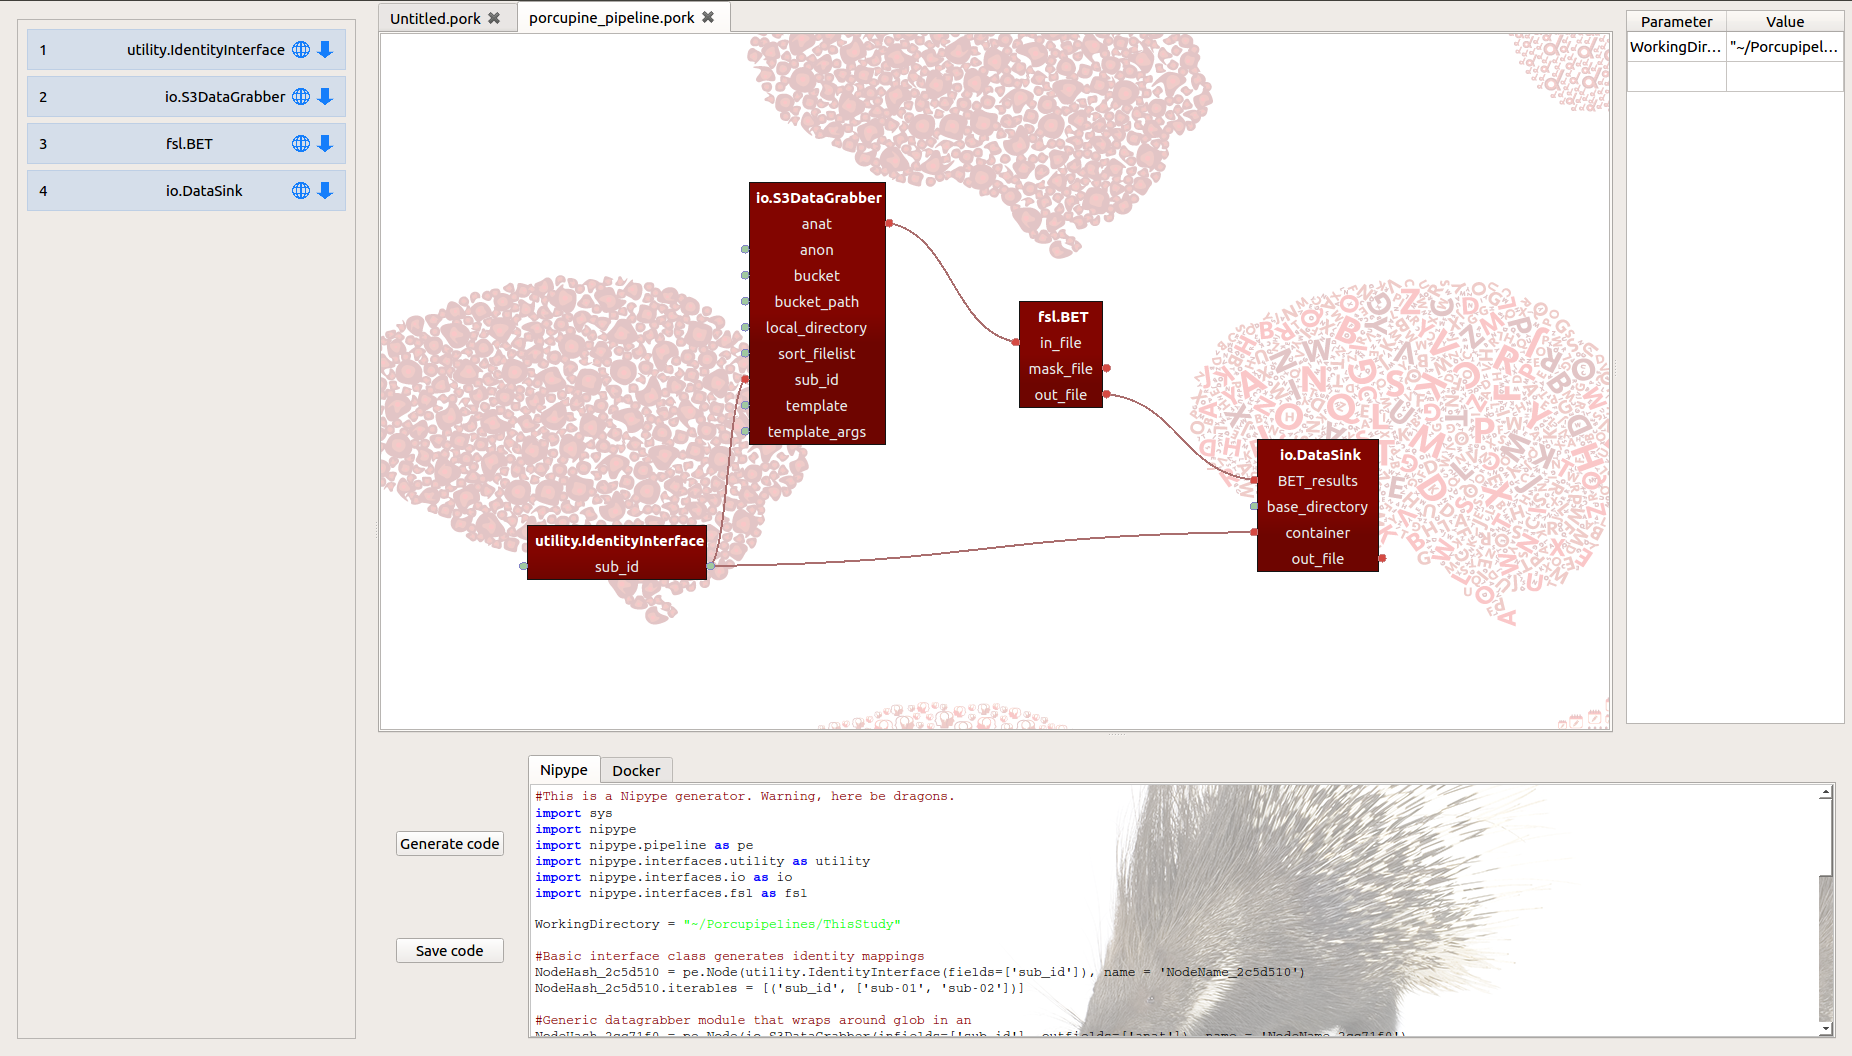 1 utility.IdentityInterface
2 io.S3DataGrabber
3 fsl.BET
4 io.DataSink
Untitled.pork
porcupine_pipeline.pork
io.S3DataGrabber
anat
anon
bucket
bucket_path
local_directory
sort_filelist
sub_id
template
template_args
fsl.BET
in_file
mask_file
out_file
io.DataSink
BET_results
base_directory
container
out_file
utility.IdentityInterface
sub_id
Parameter Value
WorkingDir... "~/Porcupipel...
Generate code
Save code
Nipype Docker
#This is a Nipype generator. Warning, here be dragons.
import sys
import nipype
import nipype.pipeline as pe
import nipype.interfaces.utility as utility
import nipype.interfaces.io as io
import nipype.interfaces.fsl as fsl
WorkingDirectory = "~/Porcupipelines/ThisStudy"
#Basic interface class generates identity mappings
NodeHash_2c5d510 = pe.Node(utility.IdentityInterface(fields=['sub_id']), name = 'NodeName_2c5d510')
NodeHash_2c5d510.iterables = [('sub_id', ['sub-01', 'sub-02'])]
#Generic datagrabber module that wraps around glob in an